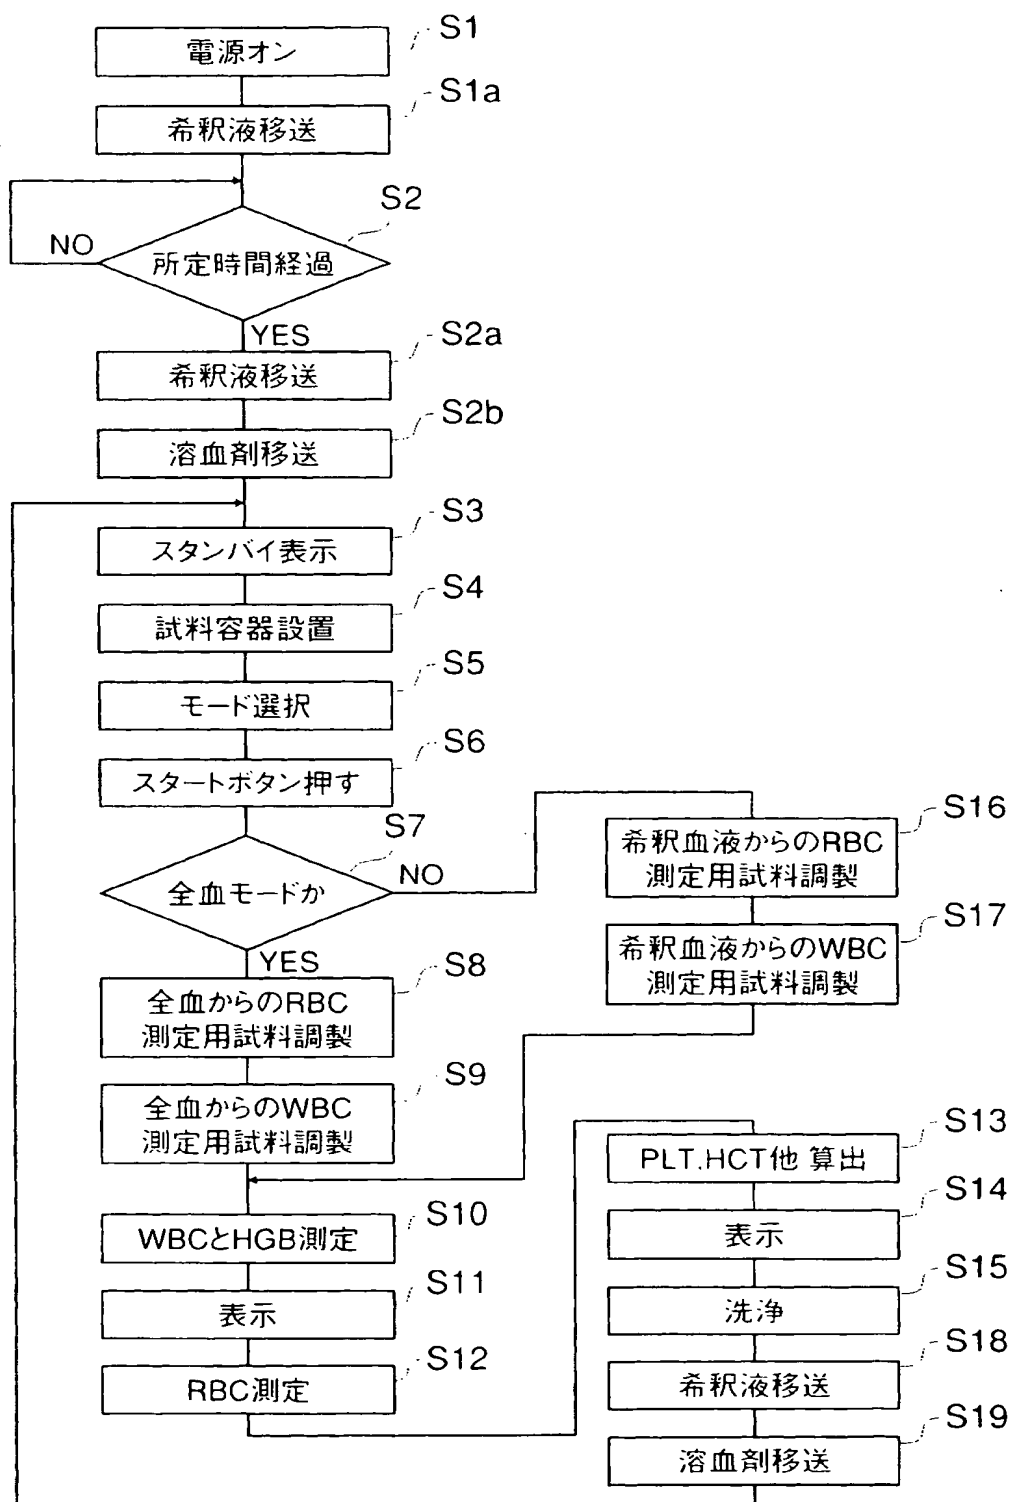 S1
電源オン
S1a
希釈液移送
S2
NO
所定時間経過
YES
S2a
希釈液移送
S2b
溶血剤移送
S3
スタンバイ表示
S4
試料容器設置
S5
モード選択
S6
スタートボタン押す
S7
全血モードか
NO
YES
S16
希釈血液からのRBC
測定用試料調製
S17
希釈血液からのWBC
測定用試料調製
S8
全血からのRBC
測定用試料調製
S9
全血からのWBC
測定用試料調製
S10
WBCとHGB測定
S11
表示
S12
RBC測定
S13
PLT.HCT他 算出
S14
表示
S15
洗浄
S18
希釈液移送
S19
溶血剤移送